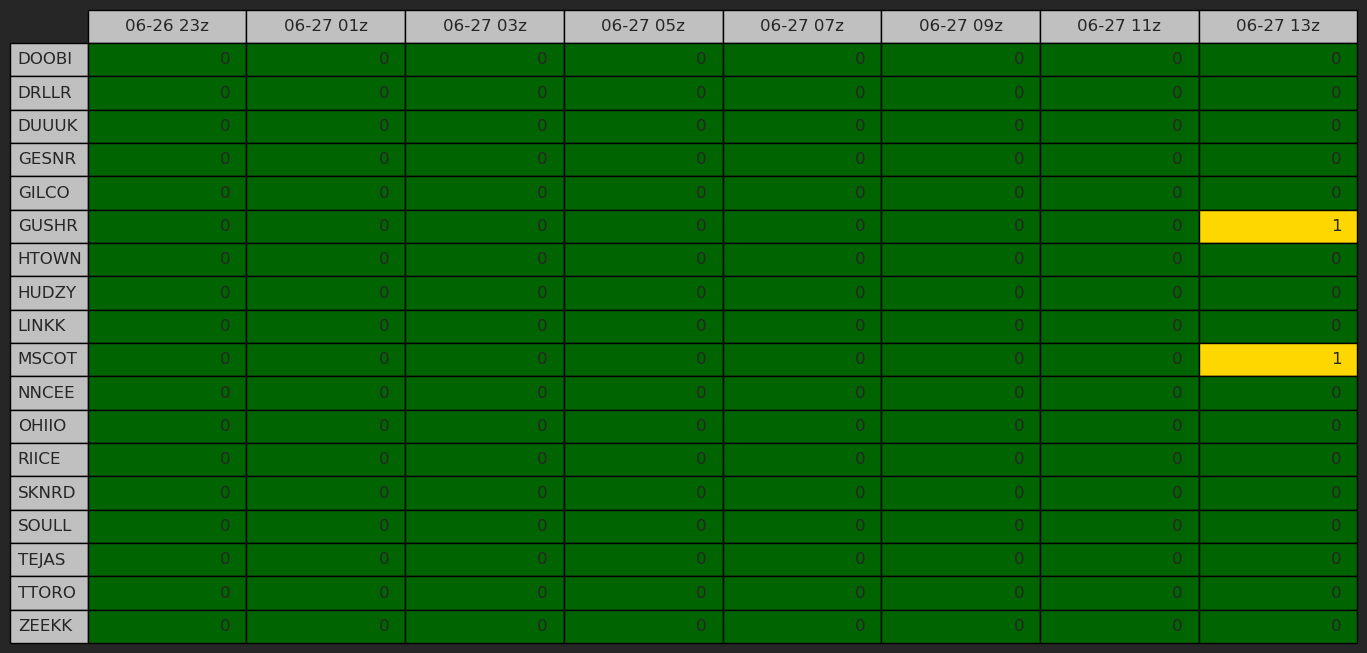 06-26 23z 06-27 01z 06-27 03z 06-27 05z 06-27 07z 06-27 09z 06-27 11z 06-27 13z
DOOBI 0 0 0 0 0 0 0 0
DRLLR 0 0 0 0 0 0 0 0
DUUUK 0 0 0 0 0 0 0 0
GESNR 0 0 0 0 0 0 0 0
GILCO 0 0 0 0 0 0 0 0
GUSHR 0 0 0 0 0 0 0 1
HTOWN 0 0 0 0 0 0 0 0
HUDZY 0 0 0 0 0 0 0 0
LINKK 0 0 0 0 0 0 0 0
MSCOT 0 0 0 0 0 0 0 1
NNCEE 0 0 0 0 0 0 0 0
OHIIO 0 0 0 0 0 0 0 0
RIICE 0 0 0 0 0 0 0 0
SKNRD 0 0 0 0 0 0 0 0
SOULL 0 0 0 0 0 0 0 0
TEJAS 0 0 0 0 0 0 0 0
TTORO 0 0 0 0 0 0 0 0
ZEEKK 0 0 0 0 0 0 0 0